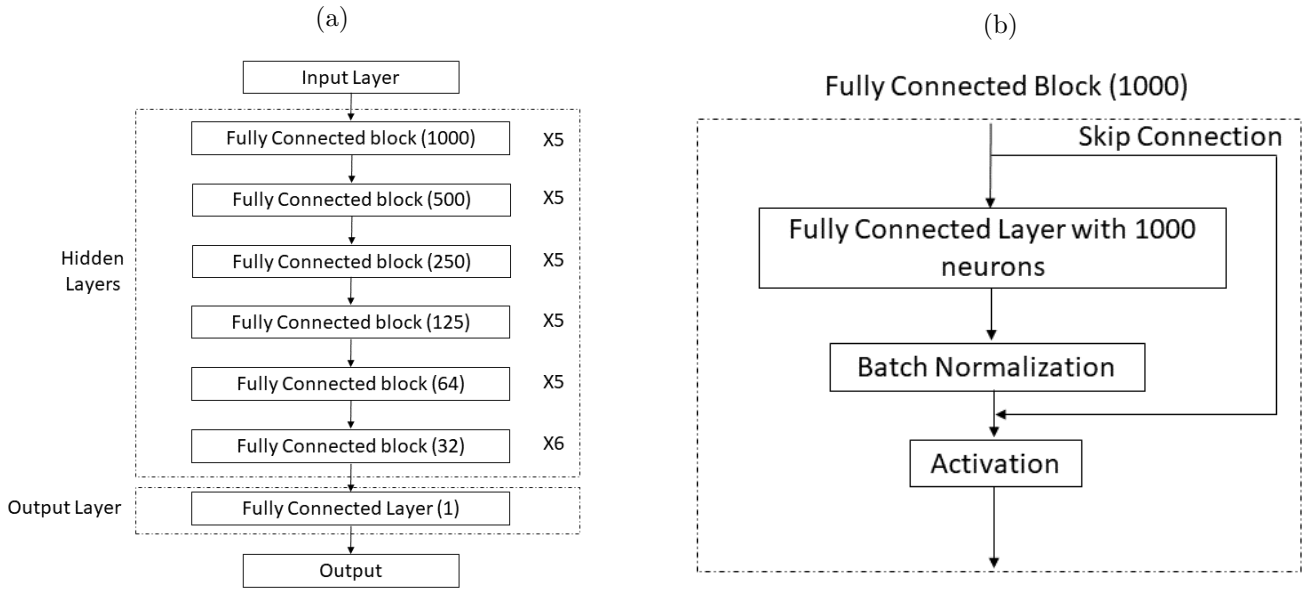 (a)
Input Layer
Fully Connected block (1000)
X5
Fully Connected block (500)
X5
Fully Connected block (250)
X5
Hidden
Layers
Fully Connected block (125)
X5
Fully Connected block (64)
X5
Fully Connected block (32)
X6
Output Layer
Fully Connected Layer (1)
Output
(b)
Fully Connected Block (1000)
Skip Connection
Fully Connected Layer with 1000
neurons
Batch Normalization
Activation